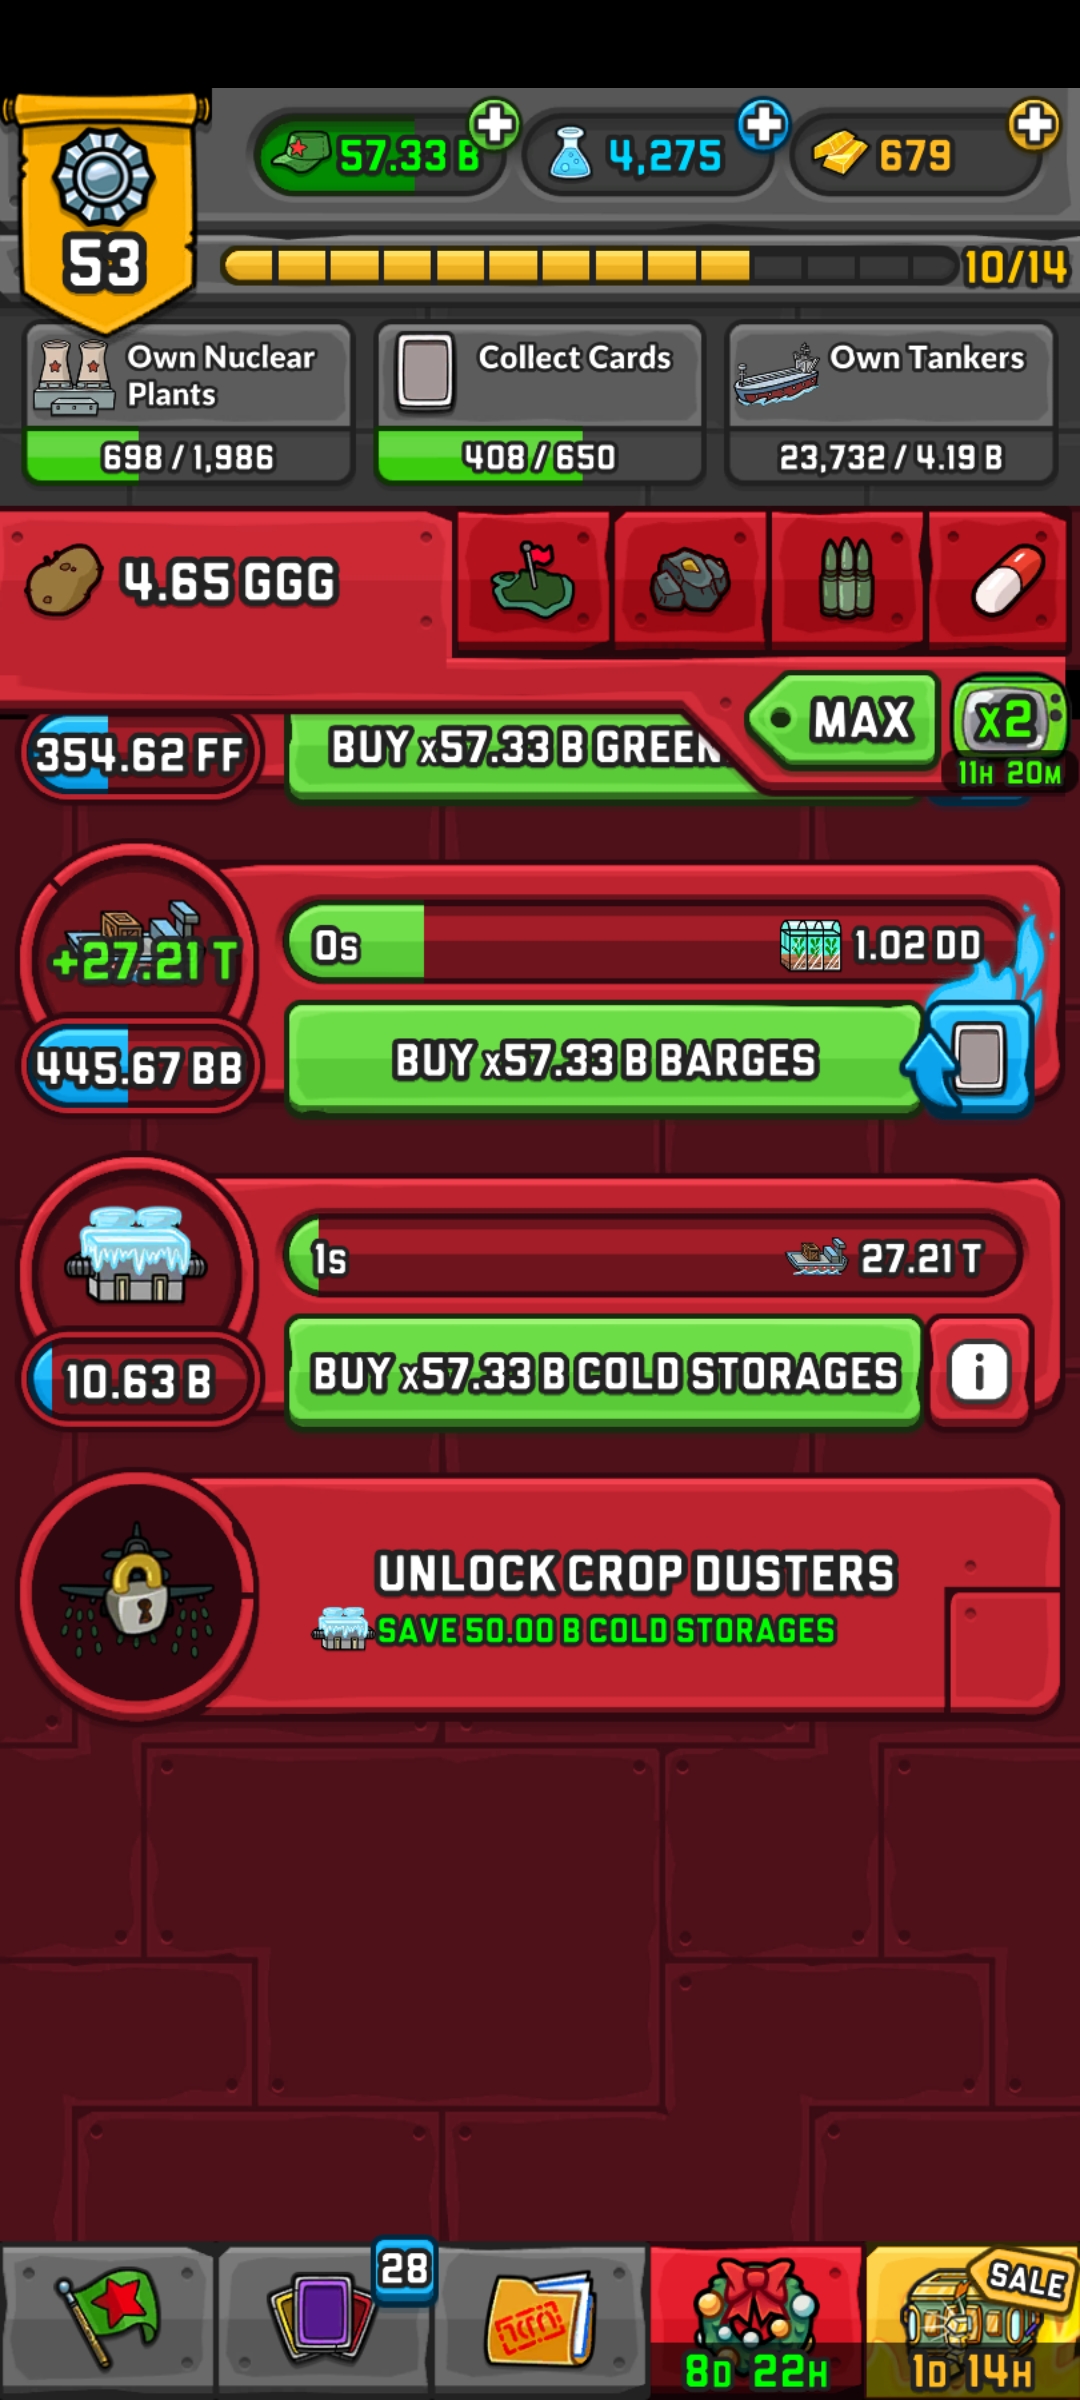 57.33 B
4,275
679
53
10/14
Own Nuclear
Plants
Collect Cards
Own Tankers
698 / 1,986
408 / 650
23,732 / 4.19 B
4.65 GGG
MAX
x2
11H 20M
354.62 FF
BUY x57.33 B GREEN
+27.21 T
0s
1.02 DD
445.67 BB
BUY x57.33 B BARGES
1s
27.21 T
10.63 B
BUY x57.33 B COLD STORAGES
i
UNLOCK CROP DUSTERS
SAVE 50.00 B COLD STORAGES
28
SALE
8D 22H
1D 14H